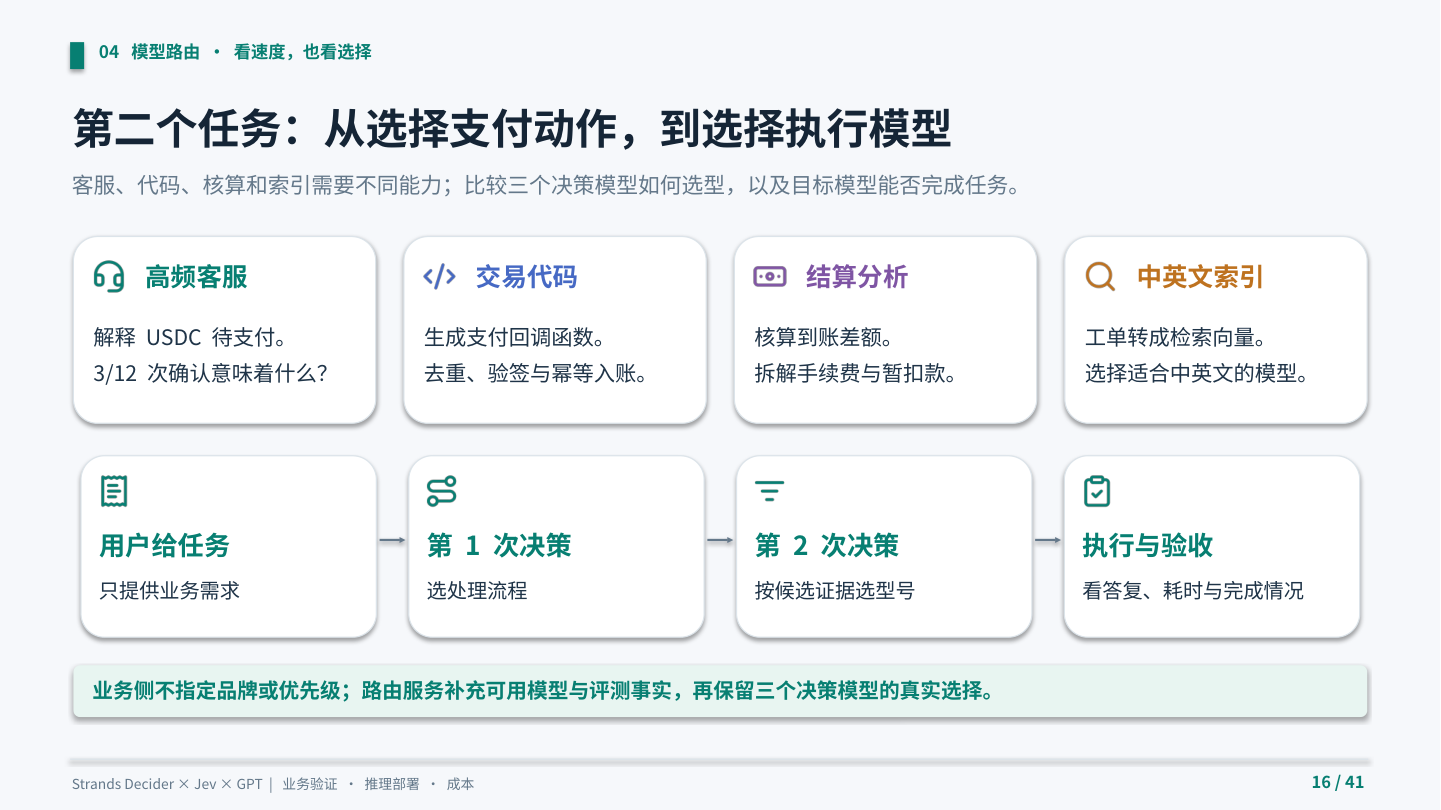 04 模型路由 · 看速度，也看选择
第二个任务：从选择支付动作，到选择执行模型
客服、代码、核算和索引需要不同能力；比较三个决策模型如何选型，以及目标模型能否完成任务。
高频客服
解释 USDC 待支付。
3/12 次确认意味着什么？
交易代码
生成支付回调函数。
去重、验签与幂等入账。
结算分析
核算到账差额。
拆解手续费与暂扣款。
中英文索引
工单转成检索向量。
选择适合中英文的模型。
用户给任务
只提供业务需求
第 1 次决策
选处理流程
第 2 次决策
按候选证据选型号
执行与验收
看答复、耗时与完成情况
业务侧不指定品牌或优先级；路由服务补充可用模型与评测事实，再保留三个决策模型的真实选择。
Strands Decider × Jev × GPT | 业务验证 · 推理部署 · 成本
16 / 41